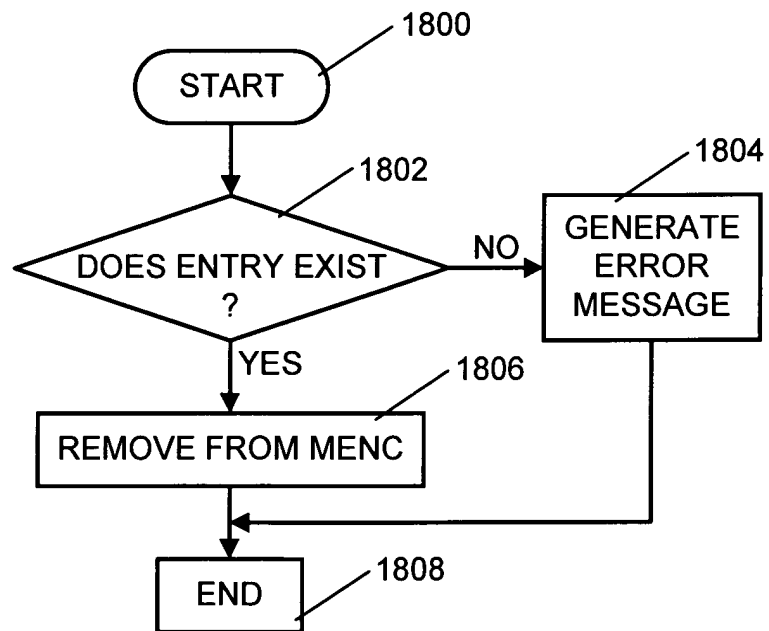 1800
START
1802
1804
DOES ENTRY EXIST
?
NO
GENERATE
ERROR
MESSAGE
YES
1806
REMOVE FROM MENC
1808
END